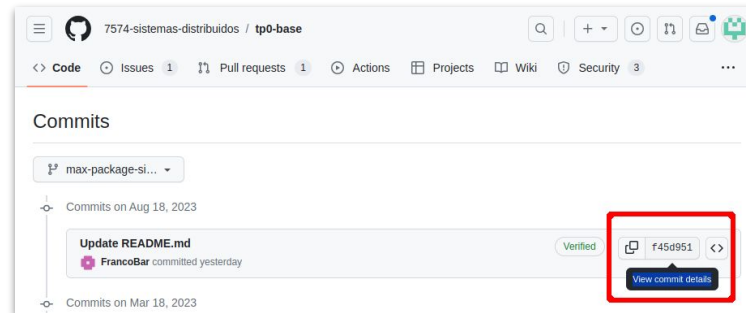 7574-sistemas-distribuidos / tp0-base
Code Issues 1 Pull requests 1 Actions Projects Wiki Security 3 ...
Commits
max-package-si...
Commits on Aug 18, 2023
Update README.md
Verified f45d951
FrancoBar committed yesterday
View commit details
Commits on Mar 18, 2023